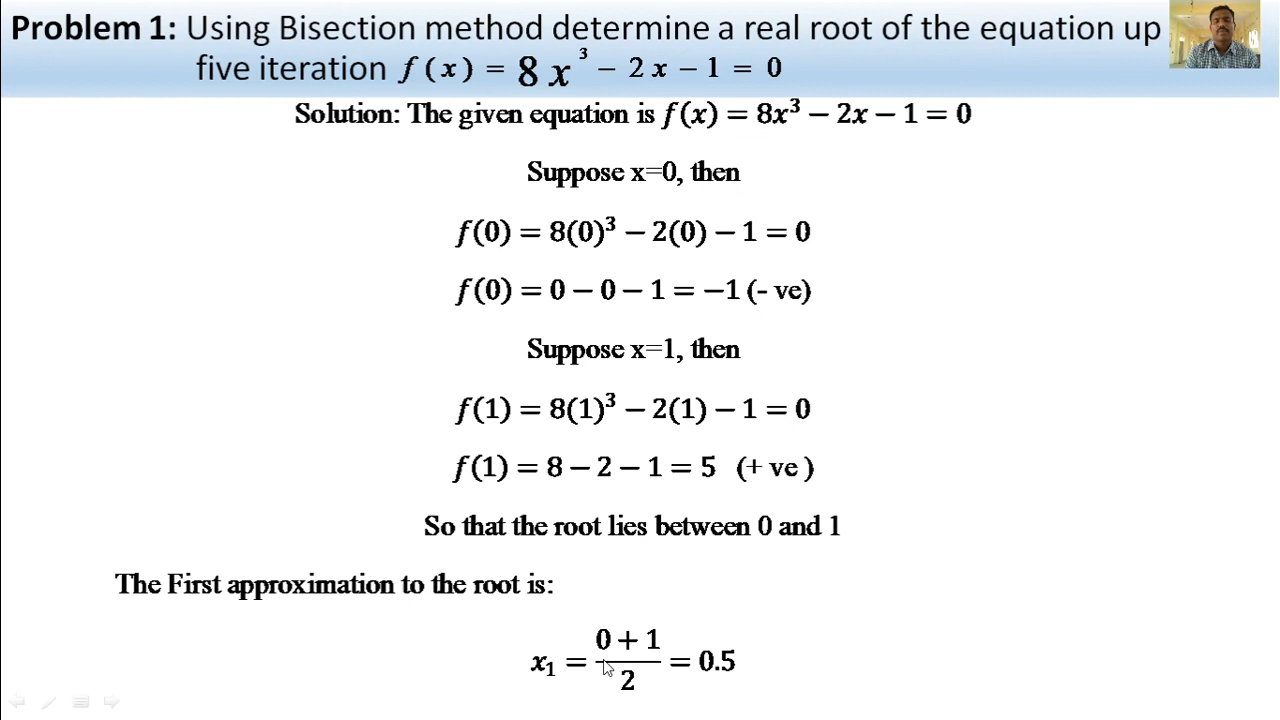 Problem 1: Using Bisection method determine a real root of the equation up
five iteration f(x) = 8x³ − 2x − 1 = 0
Solution: The given equation is f(x) = 8x³ − 2x − 1 = 0
Suppose x=0, then
f(0) = 8(0)³ − 2(0) − 1 = 0
f(0) = 0 − 0 − 1 = −1 (- ve)
Suppose x=1, then
f(1) = 8(1)³ − 2(1) − 1 = 0
f(1) = 8 − 2 − 1 = 5 (+ ve )
So that the root lies between 0 and 1
The First approximation to the root is:
x₁ = (0 + 1)/2 = 0.5